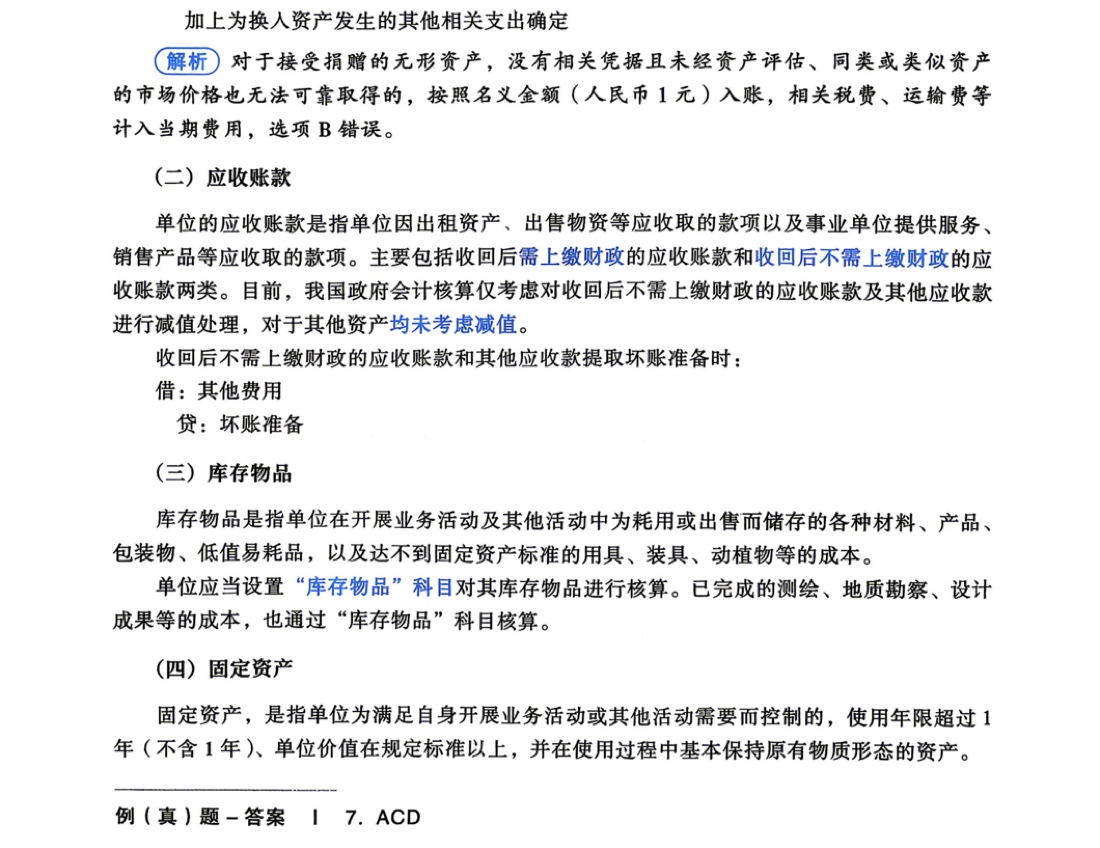 加上为换入资产发生的其他相关支出确定
解析 对于接受捐赠的无形资产，没有相关凭据且未经资产评估、同类或类似资产
的市场价格也无法可靠取得的，按照名义金额（人民币 1 元）入账，相关税费、运输费等
计入当期费用，选项 B 错误。
（二）应收账款
单位的应收账款是指单位因出租资产、出售物资等应收取的款项以及事业单位提供服务、
销售产品等应收取的款项。主要包括收回后需上缴财政的应收账款和收回后不需上缴财政的应
收账款两类。目前，我国政府会计核算仅考虑对收回后不需上缴财政的应收账款及其他应收款
进行减值处理，对于其他资产均未考虑减值。
收回后不需上缴财政的应收账款和其他应收款提取坏账准备时：
借：其他费用
贷：坏账准备
（三）库存物品
库存物品是指单位在开展业务活动及其他活动中为耗用或出售而储存的各种材料、产品、
包装物、低值易耗品，以及达不到固定资产标准的用具、装具、动植物等的成本。
单位应当设置“库存物品”科目对其库存物品进行核算。已完成的测绘、地质勘察、设计
成果等的成本，也通过“库存物品”科目核算。
（四）固定资产
固定资产，是指单位为满足自身开展业务活动或其他活动需要而控制的，使用年限超过 1
年（不含 1 年）、单位价值在规定标准以上，并在使用过程中基本保持原有物质形态的资产。
例（真）题 – 答案 | 7. ACD